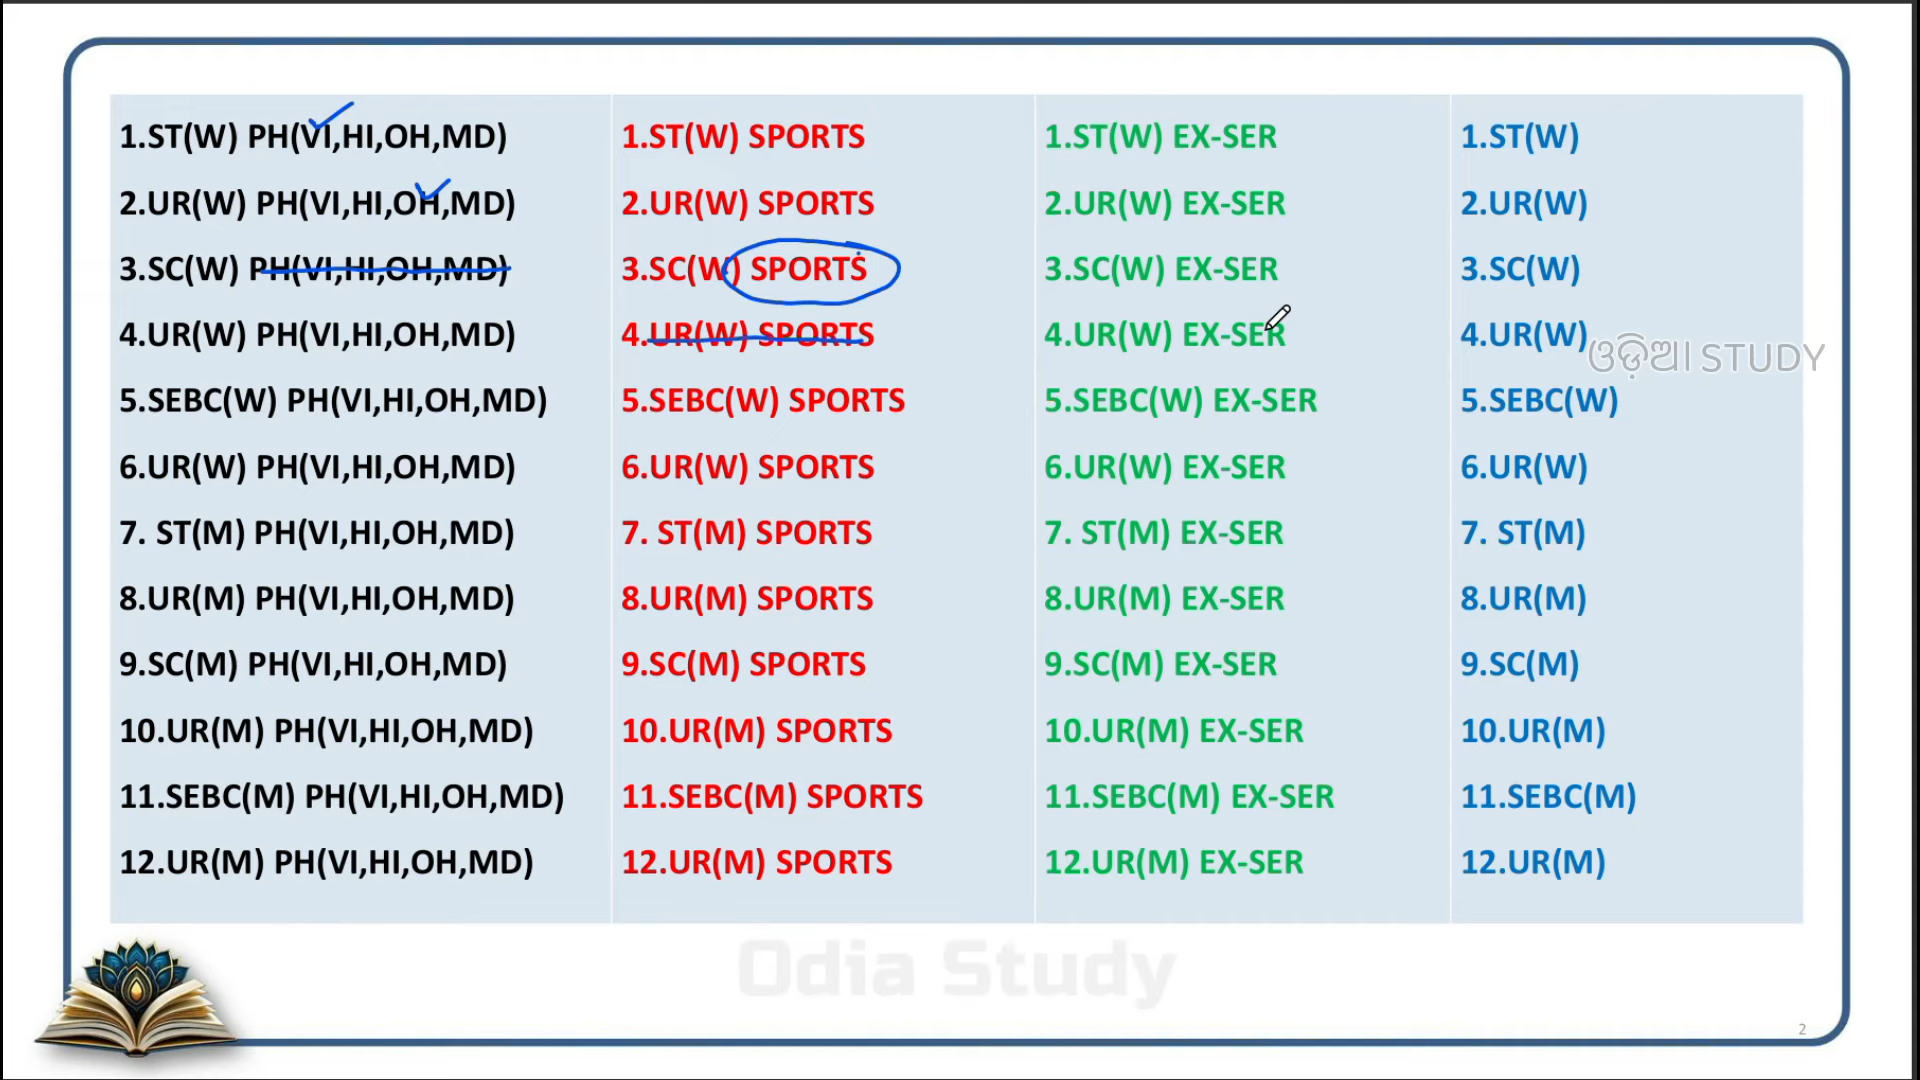 1.ST(W) PH(VI,HI,OH,MD)
2.UR(W) PH(VI,HI,OH,MD)
3.SC(W) PH(VI,HI,OH,MD)
4.UR(W) PH(VI,HI,OH,MD)
5.SEBC(W) PH(VI,HI,OH,MD)
6.UR(W) PH(VI,HI,OH,MD)
7. ST(M) PH(VI,HI,OH,MD)
8.UR(M) PH(VI,HI,OH,MD)
9.SC(M) PH(VI,HI,OH,MD)
10.UR(M) PH(VI,HI,OH,MD)
11.SEBC(M) PH(VI,HI,OH,MD)
12.UR(M) PH(VI,HI,OH,MD)
1.ST(W) SPORTS
2.UR(W) SPORTS
3.SC(W) SPORTS
4.UR(W) SPORTS
5.SEBC(W) SPORTS
6.UR(W) SPORTS
7. ST(M) SPORTS
8.UR(M) SPORTS
9.SC(M) SPORTS
10.UR(M) SPORTS
11.SEBC(M) SPORTS
12.UR(M) SPORTS
1.ST(W) EX-SER
2.UR(W) EX-SER
3.SC(W) EX-SER
4.UR(W) EX-SER
5.SEBC(W) EX-SER
6.UR(W) EX-SER
7. ST(M) EX-SER
8.UR(M) EX-SER
9.SC(M) EX-SER
10.UR(M) EX-SER
11.SEBC(M) EX-SER
12.UR(M) EX-SER
1.ST(W)
2.UR(W)
3.SC(W)
4.UR(W)
5.SEBC(W)
6.UR(W)
7. ST(M)
8.UR(M)
9.SC(M)
10.UR(M)
11.SEBC(M)
12.UR(M)
ଓଡ଼ିଆ STUDY
Odia Study
2